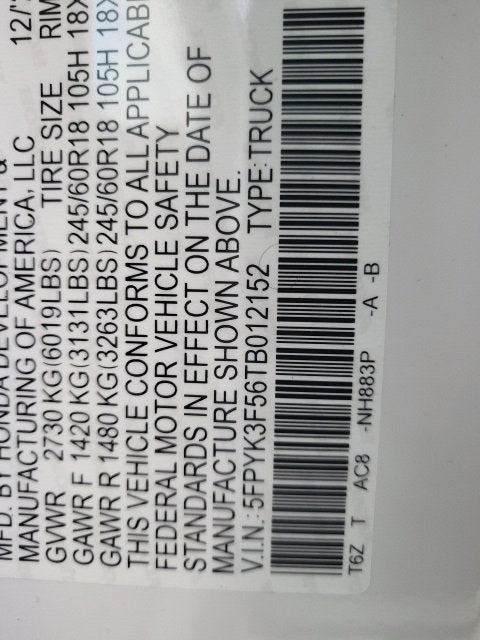 MFD. BY HONDA DEVELOPMENT &
MANUFACTURING OF AMERICA, LLC 12/
GVWR 2730 KG(6019LBS) TIRE SIZE RIM
GAWR F 1420 KG(3131LBS) 245/60R18 105H 18X
GAWR R 1480 KG(3263LBS) 245/60R18 105H 18X
THIS VEHICLE CONFORMS TO ALL APPLICABL
FEDERAL MOTOR VEHICLE SAFETY
STANDARDS IN EFFECT ON THE DATE OF
MANUFACTURE SHOWN ABOVE.
V.I.N.: 5FPYK3F56TB012152 TYPE: TRUCK
T6Z T AC8 -NH883P -A -B